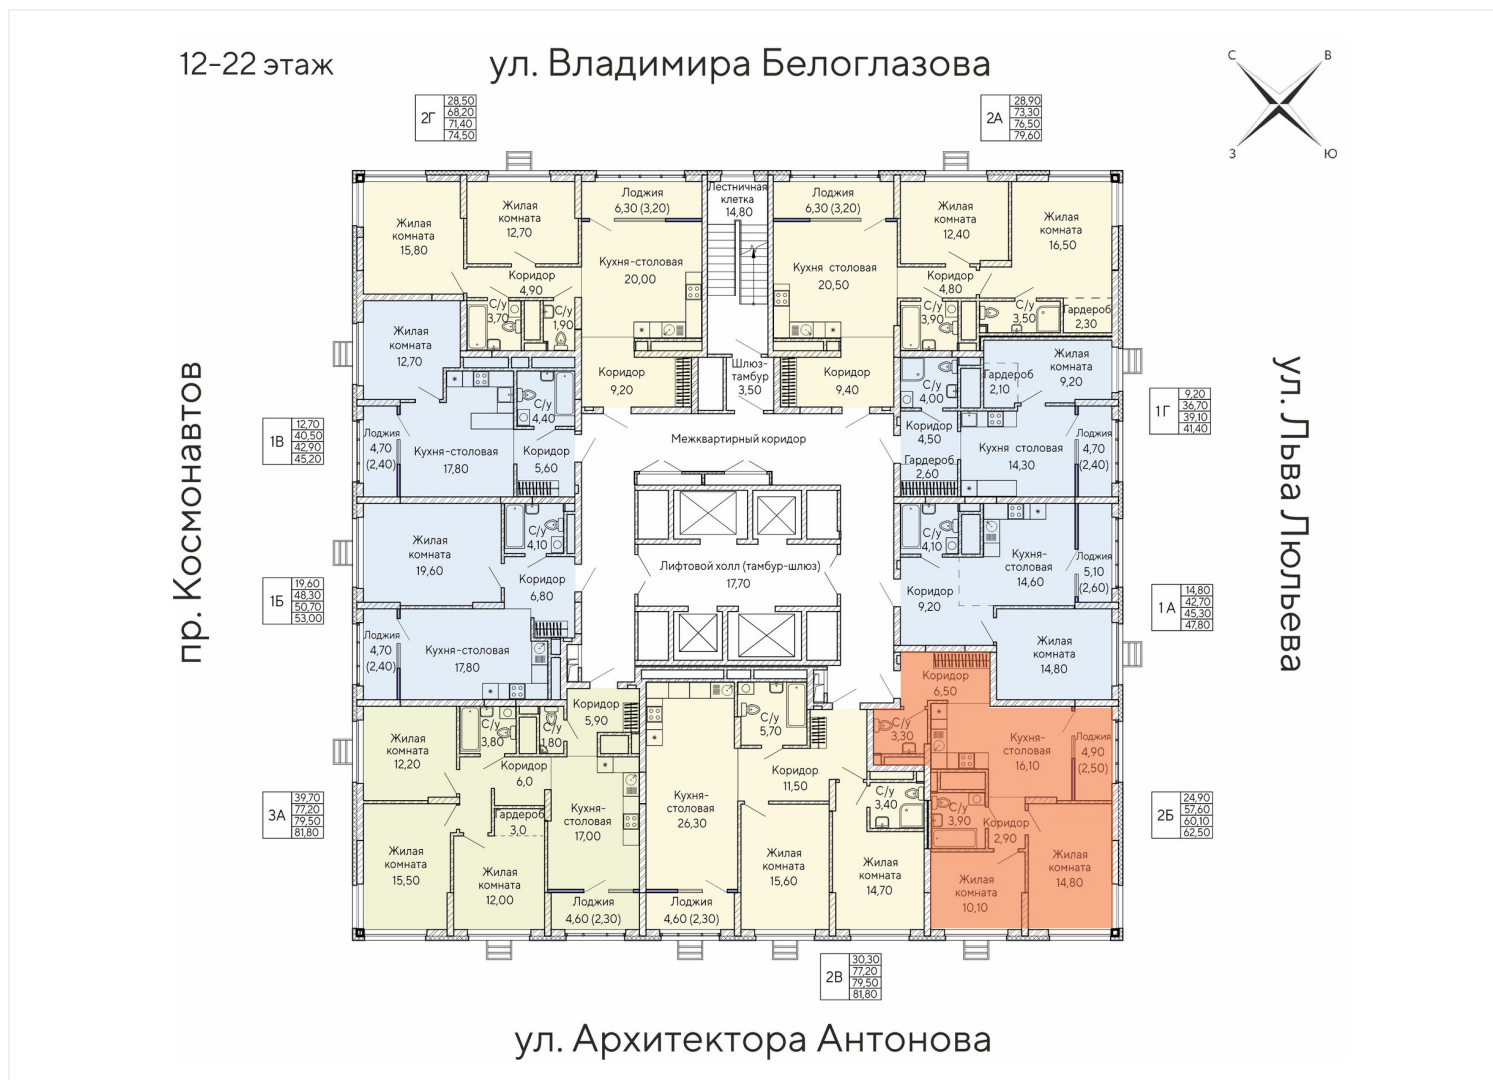 12-22 этаж
ул. Владимира Белоглазова
С
В
З
Ю
2Г
28,50
68,20
71,40
74,50
2А
28,90
73,30
76,50
79,60
Жилая
комната
15,80
Жилая
комната
12,70
Лоджия
6,30 (3,20)
Лестничная
клетка
14,80
Лоджия
6,30 (3,20)
Жилая
комната
12,40
Жилая
комната
16,50
Коридор
4,90
Кухня-столовая
20,00
Кухня столовая
20,50
Коридор
4,80
С/у
3,70
С/у
1,90
С/у
3,90
С/у
3,50
Гардероб
2,30
Жилая
комната
12,70
Коридор
9,20
Шлюз-
тамбур
3,50
Коридор
9,40
С/у
4,00
Гардероб
2,10
Жилая
комната
9,20
пр. Космонавтов
ул. Льва Люльева
1В
12,70
40,50
42,90
45,20
1Г
9,20
36,70
39,10
41,40
Лоджия
4,70
(2,40)
Кухня-столовая
17,80
С/у
4,40
Коридор
5,60
Межквартирный коридор
Коридор
4,50
Гардероб
2,60
Кухня столовая
14,30
Лоджия
4,70
(2,40)
Жилая
комната
19,60
С/у
4,10
Коридор
6,80
Лифтовой холл (тамбур-шлюз)
17,70
С/у
4,10
Кухня-
столовая
14,60
Лоджия
5,10
(2,60)
Коридор
9,20
1Б
19,60
48,30
50,70
53,00
1А
14,80
42,70
45,30
47,80
Лоджия
4,70
(2,40)
Кухня-столовая
17,80
Жилая
комната
14,80
Коридор
6,50
Коридор
5,90
С/у
3,80
С/у
1,80
Жилая
комната
12,20
Коридор
6,0
С/у
5,70
Коридор
11,50
С/у
3,30
Кухня-
столовая
16,10
Лоджия
4,90
(2,50)
3А
39,70
77,20
79,50
81,80
2Б
24,90
57,60
60,10
62,50
Гардероб
3,0
Кухня-
столовая
17,00
Кухня-
столовая
26,30
С/у
3,40
С/у
3,90
Коридор
2,90
Жилая
комната
15,50
Жилая
комната
12,00
Жилая
комната
15,60
Жилая
комната
14,70
Жилая
комната
10,10
Жилая
комната
14,80
Лоджия
4,60 (2,30)
Лоджия
4,60 (2,30)
2В
30,30
77,20
79,50
81,80
ул. Архитектора Антонова